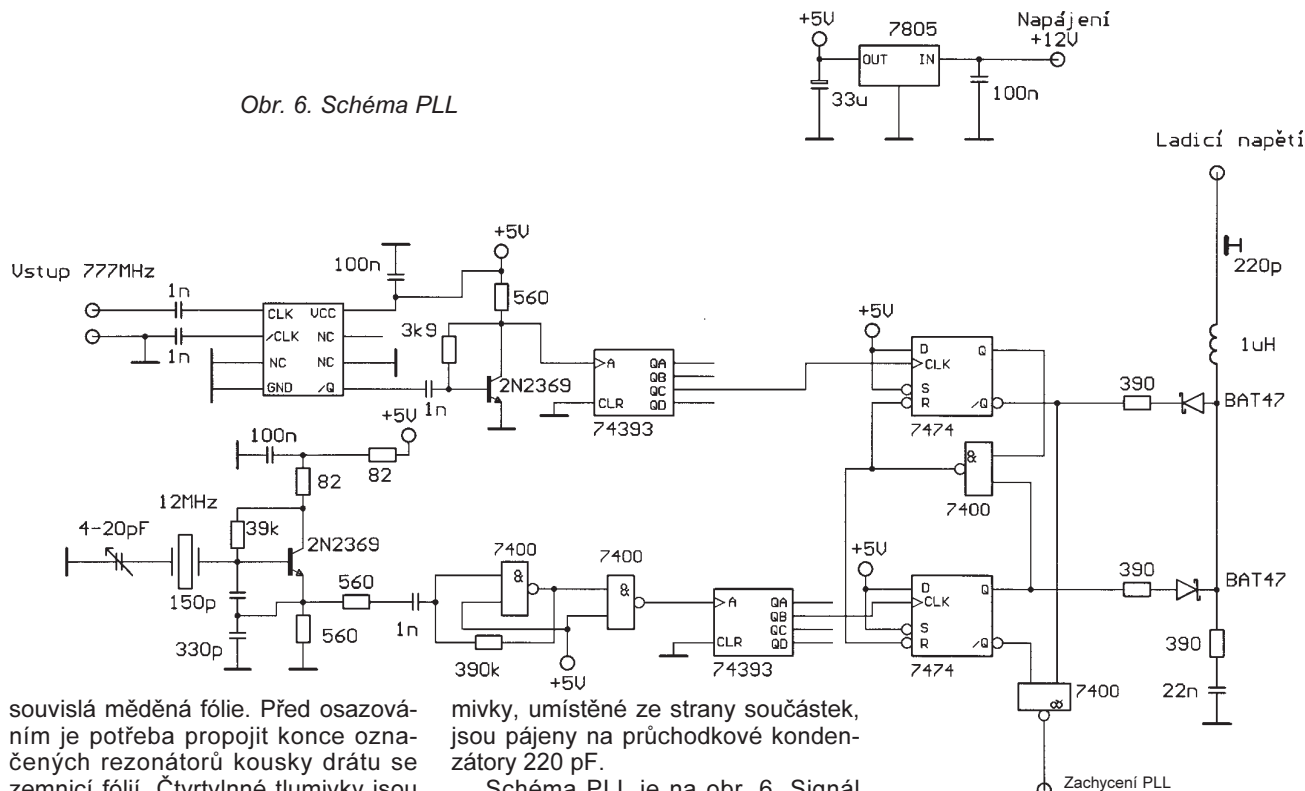 +5V
7805
Napájení
+12V
OUT
IN
33u
100n
Obr. 6. Schéma PLL
Ladicí napětí
220p
1uH
Vstup 777MHz
1n
1n
CLK
/CLK
NC
GND
VCC
NC
NC
/Q
100n
+5V
560
3k9
1n
2N2369
A
CLR
QA
QB
QC
QD
74393
+5V
D
CLK
S
R
Q
/Q
7474
390
BAT47
&
7400
100n
+5V
82
82
12MHz
4-20pF
39k
2N2369
150p
330p
560
560
1n
7400
&
390k
+5V
7400
&
A
CLR
QA
QB
QC
QD
74393
+5V
D
CLK
S
R
Q
/Q
7474
390
BAT47
390
22n
&
7400
Zachycení PLL
souvislá měděná fólie. Před osazová-
ním je potřeba propojit konce ozna-
čených rezonátorů kousky drátu se
zemnicí fólií. Čtvrtvlnné tlumivky jsou
mivky, umístěné ze strany součástek,
jsou pájeny na průchodkové konden-
zátory 220 pF.
Schéma PLL je na obr. 6. Signál